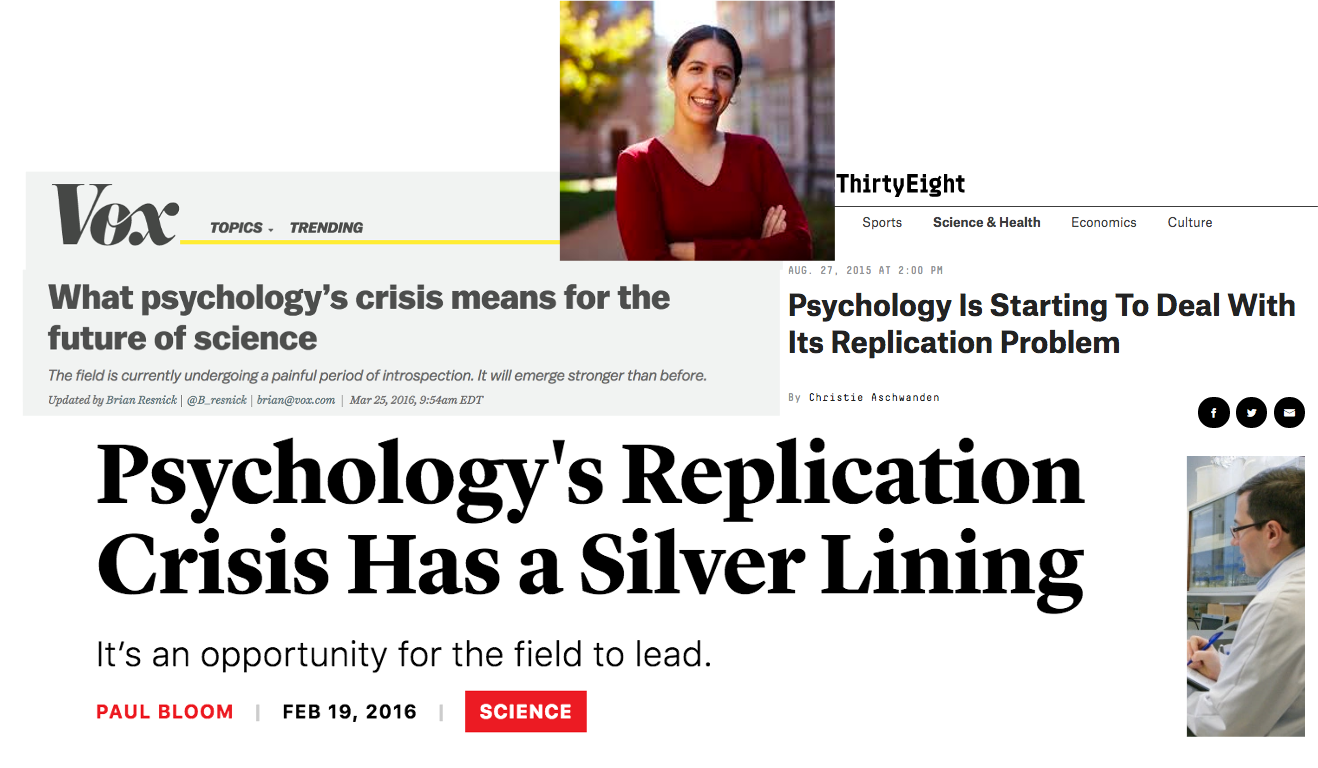 Vox
TOPICS TRENDING
What psychology's crisis means for the
future of science
The field is currently undergoing a painful period of introspection. It will emerge stronger than before.
Updated by Brian Resnick | @B_resnick | brian@vox.com | Mar 25, 2016, 9:54am EDT
ThirtyEight
Sports Science & Health Economics Culture
AUG. 27, 2015 AT 2:00 PM
Psychology Is Starting To Deal With
Its Replication Problem
By Christie Aschwanden
Psychology's Replication
Crisis Has a Silver Lining
It's an opportunity for the field to lead.
PAUL BLOOM | FEB 19, 2016 | SCIENCE